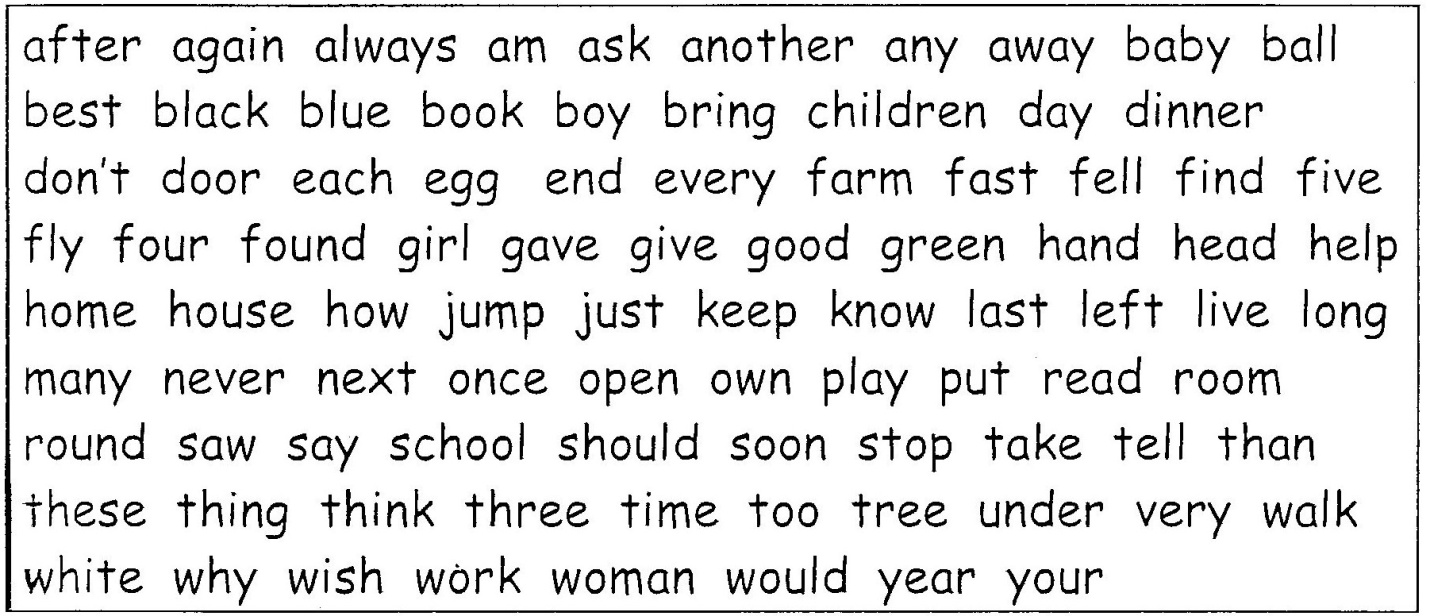 after again always am ask another any away baby ball
best black blue book boy bring children day dinner
don't door each egg end every farm fast fell find five
fly four found girl gave give good green hand head help
home house how jump just keep know last left live long
many never next once open own play put read room
round saw say school should soon stop take tell than
these thing think three time too tree under very walk
white why wish work woman would year your